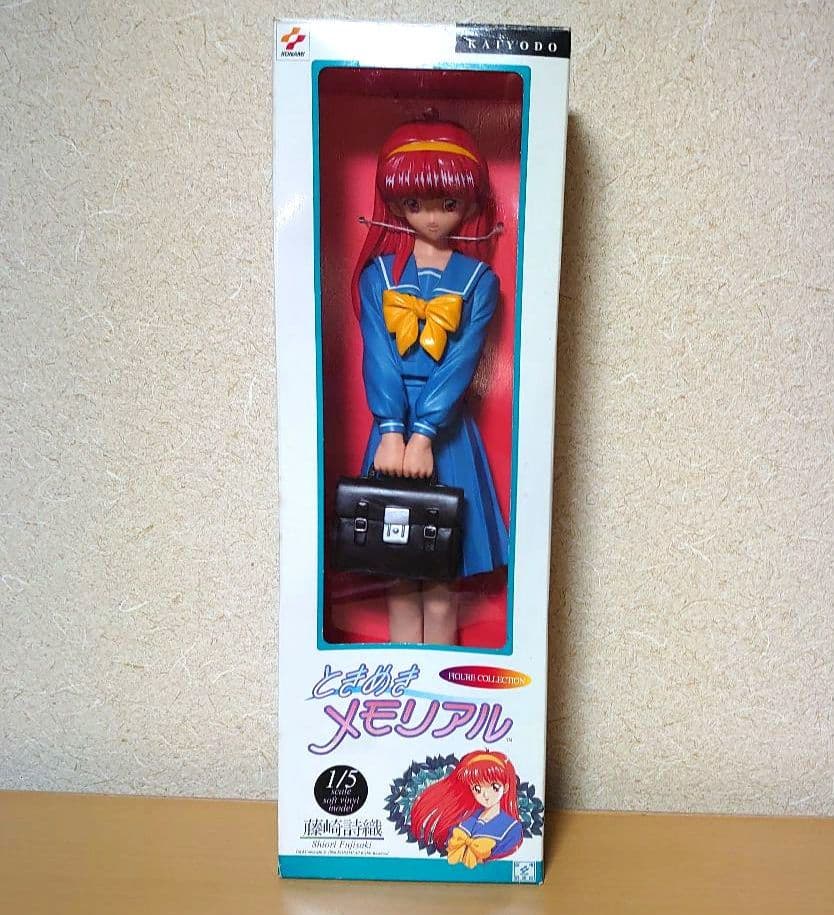 KONAMI
KAIYODO
ときめき
メモリアル
TM
FIGURE COLLECTION
1/5
scale
soft vinyl
model
藤崎詩織
Shiori Fujisaki